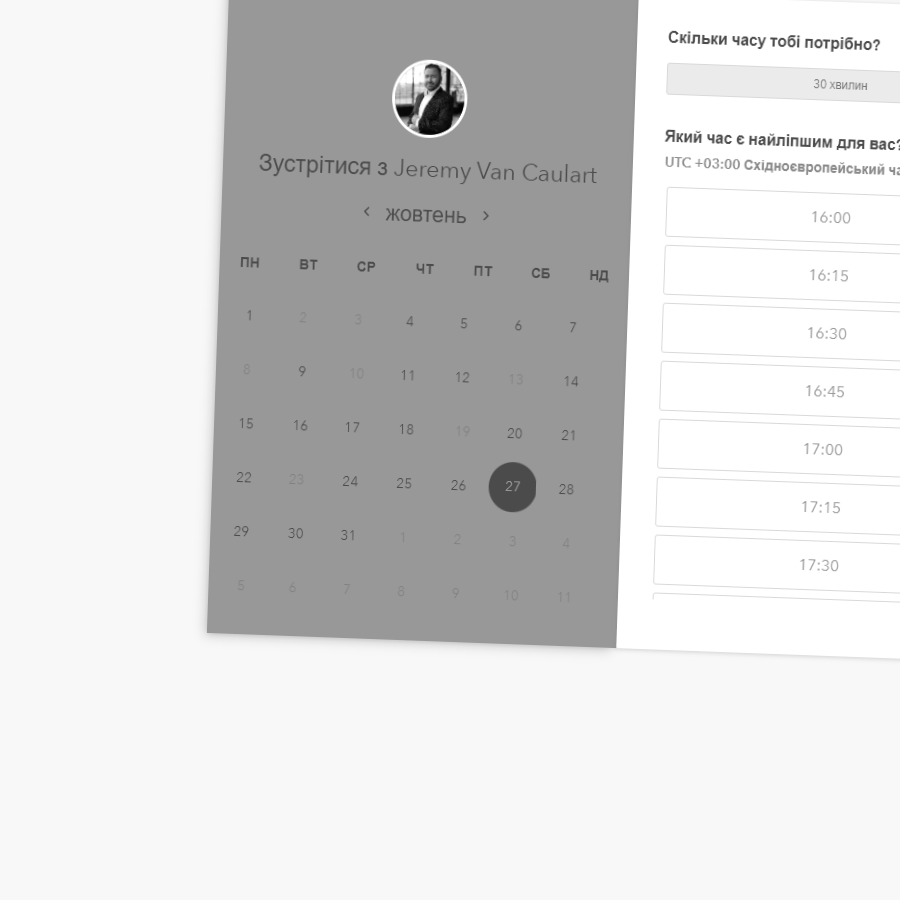 Зустрітися з Jeremy Van Caulart
‹ жовтень ›
ПН ВТ СР ЧТ ПТ СБ НД
1 2 3 4 5 6 7
8 9 10 11 12 13 14
15 16 17 18 19 20 21
22 23 24 25 26 27 28
29 30 31 1 2 3 4
5 6 7 8 9 10 11
Скільки часу тобі потрібно?
30 хвилин
Який час є найліпшим для вас?
UTC +03:00 Східноєвропейський
16:00
16:15
16:30
16:45
17:00
17:15
17:30